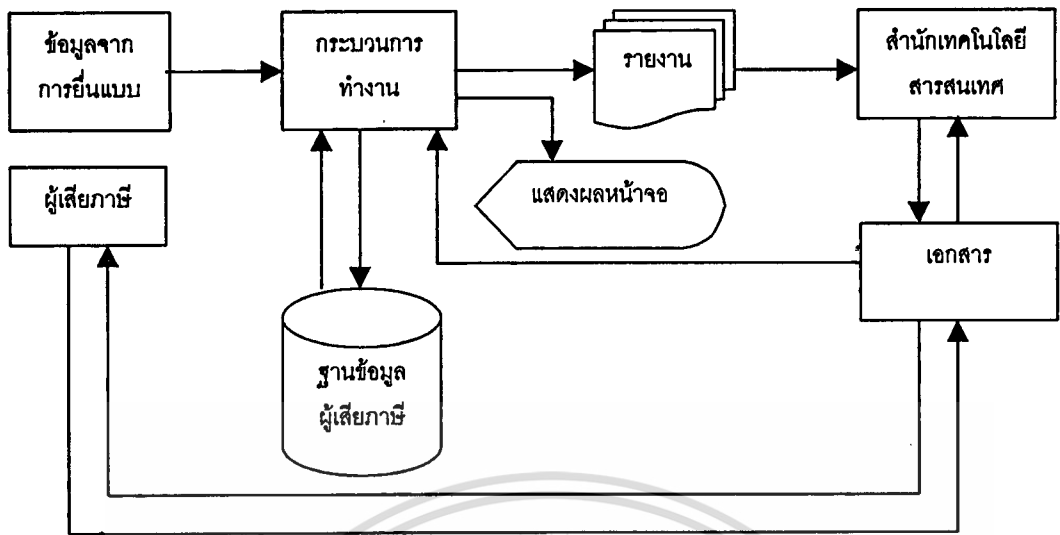 ข้อมูลจาก
การยื่นแบบ
กระบวนการ
ทำงาน
รายงาน
สำนักเทคโนโลยี
สารสนเทศ
ผู้เสียภาษี
แสดงผลหน้าจอ
เอกสาร
ฐานข้อมูล
ผู้เสียภาษี